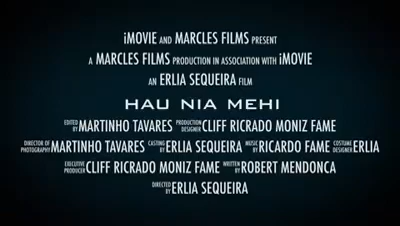 iMOVIE AND MARCLES FILMS PRESENT
A MARCLES FILMS PRODUCTION IN ASSOCIATION WITH iMOVIE
AN ERLIA SEQUEIRA FILM
HAU NIA MEHI
EDITED BY MARTINHO TAVARES PRODUCTION DESIGNER CLIFF RICRADO MONIZ FAME
DIRECTOR OF PHOTOGRAPHY MARTINHO TAVARES CASTING BY ERLIA SEQUEIRA MUSIC BY RICARDO FAME COSTUME DESIGNER ERLIA
EXECUTIVE PRODUCER CLIFF RICRADO MONIZ FAME WRITTEN BY ROBERT MENDONCA
DIRECTED BY ERLIA SEQUEIRA